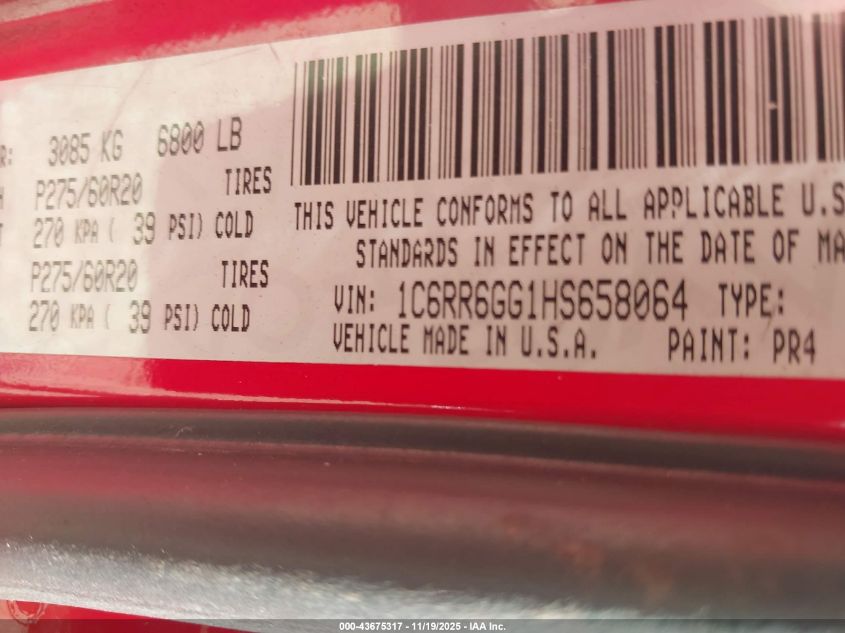 R: 3085 KG 6800 LB
P275/60R20 TIRES
270 KPA ( 39 PSI) COLD
P275/60R20 TIRES
270 KPA ( 39 PSI) COLD
THIS VEHICLE CONFORMS TO ALL APPLICABLE U.S
STANDARDS IN EFFECT ON THE DATE OF MA
VIN: 1C6RR6GG1HS658064 TYPE:
VEHICLE MADE IN U.S.A. PAINT: PR4
000-43675317 - 11/19/2025 - IAA Inc.